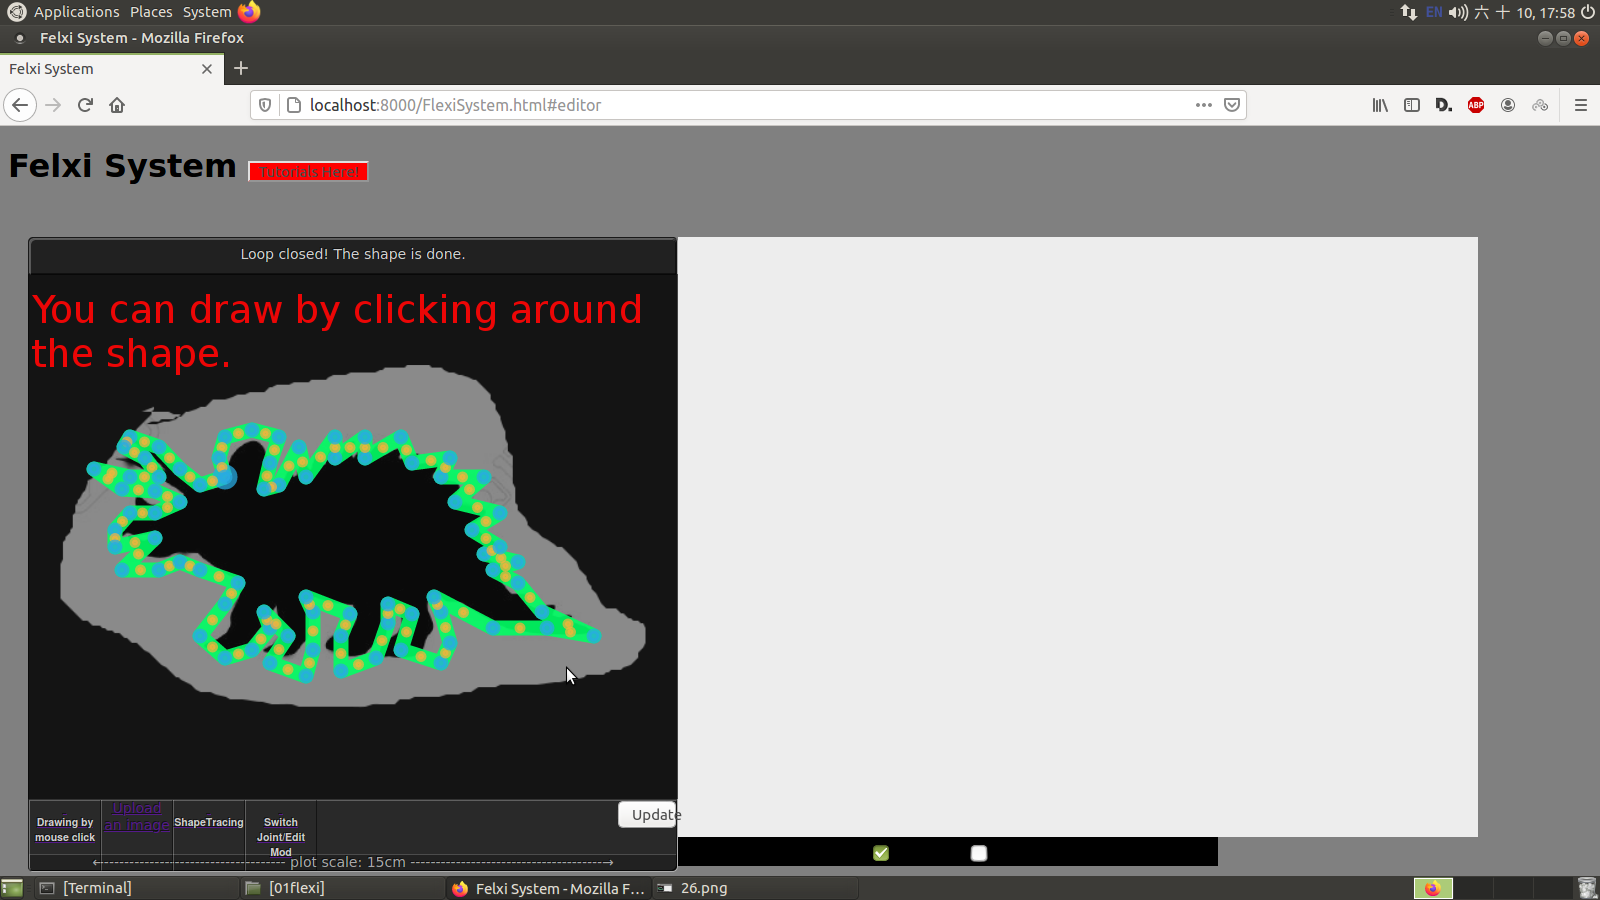 Applications Places System
EN 六 十 10, 17:58
Felxi System - Mozilla Firefox
Felxi System
localhost:8000/FlexiSystem.html#editor
D.
ABP
Felxi System
Tutorials Here!
Loop closed! The shape is done.
You can draw by clicking around
the shape.
Drawing by
mouse click
Upload
an image
ShapeTracing
Switch
Joint/Edit
Mod
Update
plot scale: 15cm
[Terminal]
[01flexi]
Felxi System - Mozilla F...
26.png